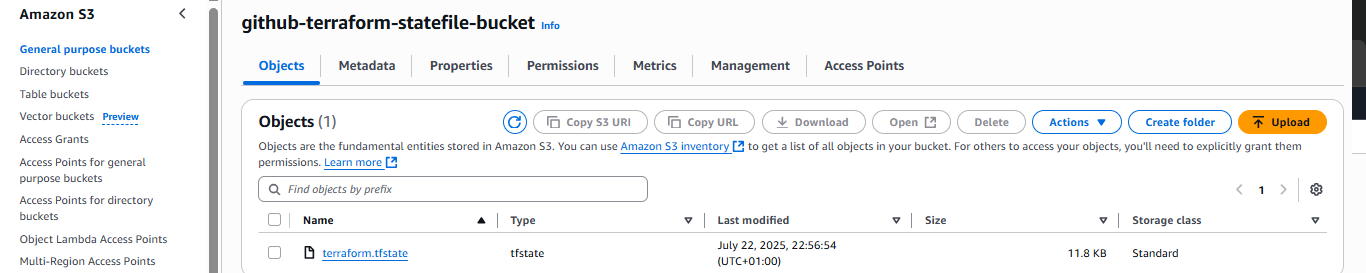 Amazon S3
General purpose buckets
Directory buckets
Table buckets
Vector buckets Preview
Access Grants
Access Points for general
purpose buckets
Access Points for directory
buckets
Object Lambda Access Points
Multi-Region Access Points
github-terraform-statefile-bucket Info
Objects Metadata Properties Permissions Metrics Management Access Points
Objects (1)
Copy S3 URI Copy URL Download Open Delete Actions Create folder Upload
Objects are the fundamental entities stored in Amazon S3. You can use Amazon S3 inventory to get a list of all objects in your bucket. For others to access your objects, you'll need to explicitly grant them
permissions. Learn more
Find objects by prefix
1
Name Type Last modified Size Storage class
terraform.tfstate tfstate July 22, 2025, 22:56:54 11.8 KB Standard
(UTC+01:00)